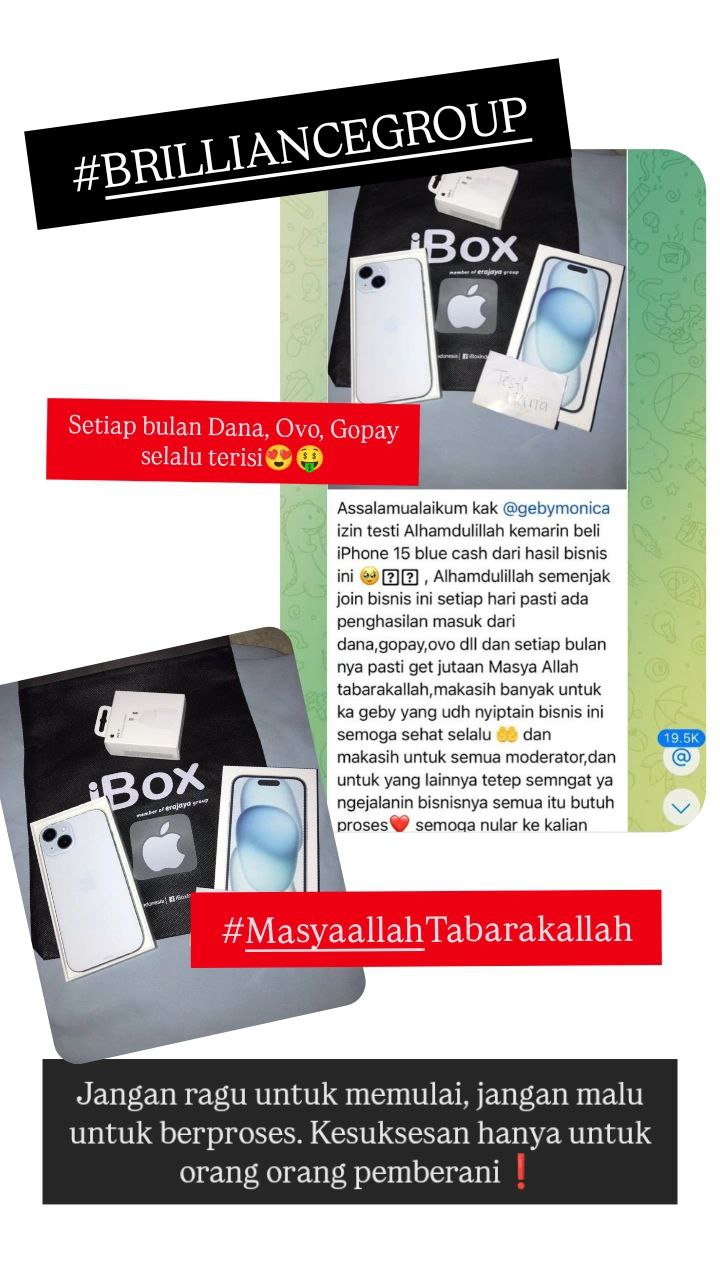 #BRILLIANCEGROUP
iBox
member of erajaya group
Testi
Setiap bulan Dana, Ovo, Gopay
selalu terisi😍🤑
Assalamualaikum kak @gebymonica
izin testi Alhamdulillah kemarin beli
iPhone 15 blue cash dari hasil bisnis
ini 🥹⍰⍰ , Alhamdulillah semenjak
join bisnis ini setiap hari pasti ada
penghasilan masuk dari
dana,gopay,ovo dll dan setiap bulan
nya pasti get jutaan Masya Allah
tabarakallah,makasih banyak untuk
ka geby yang udh nyiptain bisnis ini
semoga sehat selalu 🤲 dan
makasih untuk semua moderator,dan
untuk yang lainnya tetep semngat ya
ngejalanin bisnisnya semua itu butuh
proses❤️ semoga nular ke kalian
19.5K
@
iBox
member of erajaya group
#MasyaallahTabarakallah
Jangan ragu untuk memulai, jangan malu
untuk berproses. Kesuksesan hanya untuk
orang orang pemberani❗